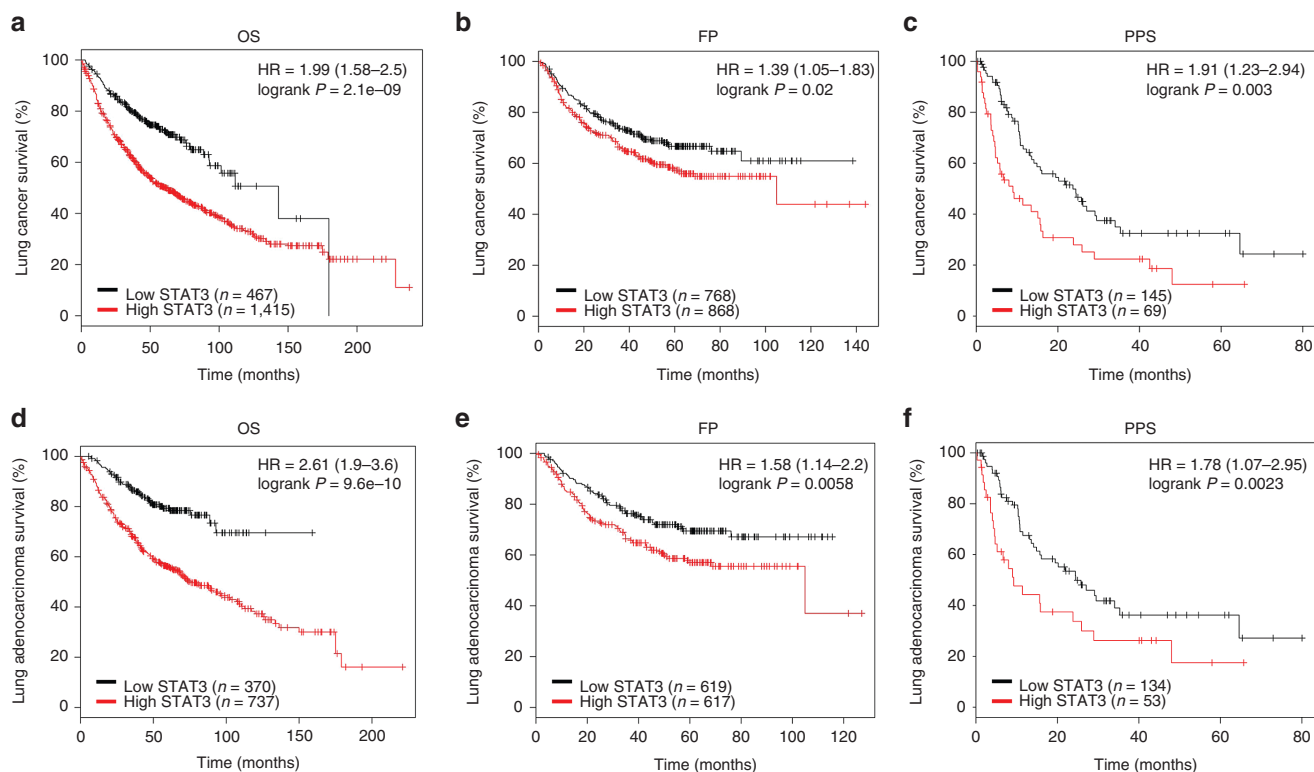 a
OS
Lung cancer survival (%)
100
80
60
40
20
0
HR = 1.99 (1.58–2.5)
logrank P = 2.1e–09
Low STAT3 (n = 467)
High STAT3 (n = 1,415)
0 50 100 150 200
Time (months)
b
FP
Lung cancer survival (%)
100
80
60
40
20
0
HR = 1.39 (1.05–1.83)
logrank P = 0.02
Low STAT3 (n = 768)
High STAT3 (n = 868)
0 20 40 60 80 100 120 140
Time (months)
c
PPS
Lung cancer survival (%)
100
80
60
40
20
0
HR = 1.91 (1.23–2.94)
logrank P = 0.003
Low STAT3 (n = 145)
High STAT3 (n = 69)
0 20 40 60 80
Time (months)
d
OS
Lung adenocarcinoma survival (%)
100
80
60
40
20
0
HR = 2.61 (1.9–3.6)
logrank P = 9.6e–10
Low STAT3 (n = 370)
High STAT3 (n = 737)
0 50 100 150 200
Time (months)
e
FP
Lung adenocarcinoma survival (%)
100
80
60
40
20
0
HR = 1.58 (1.14–2.2)
logrank P = 0.0058
Low STAT3 (n = 619)
High STAT3 (n = 617)
0 20 40 60 80 100 120
Time (months)
f
PPS
Lung adenocarcinoma survival (%)
100
80
60
40
20
0
HR = 1.78 (1.07–2.95)
logrank P = 0.0023
Low STAT3 (n = 134)
High STAT3 (n = 53)
0 20 40 60 80
Time (months)